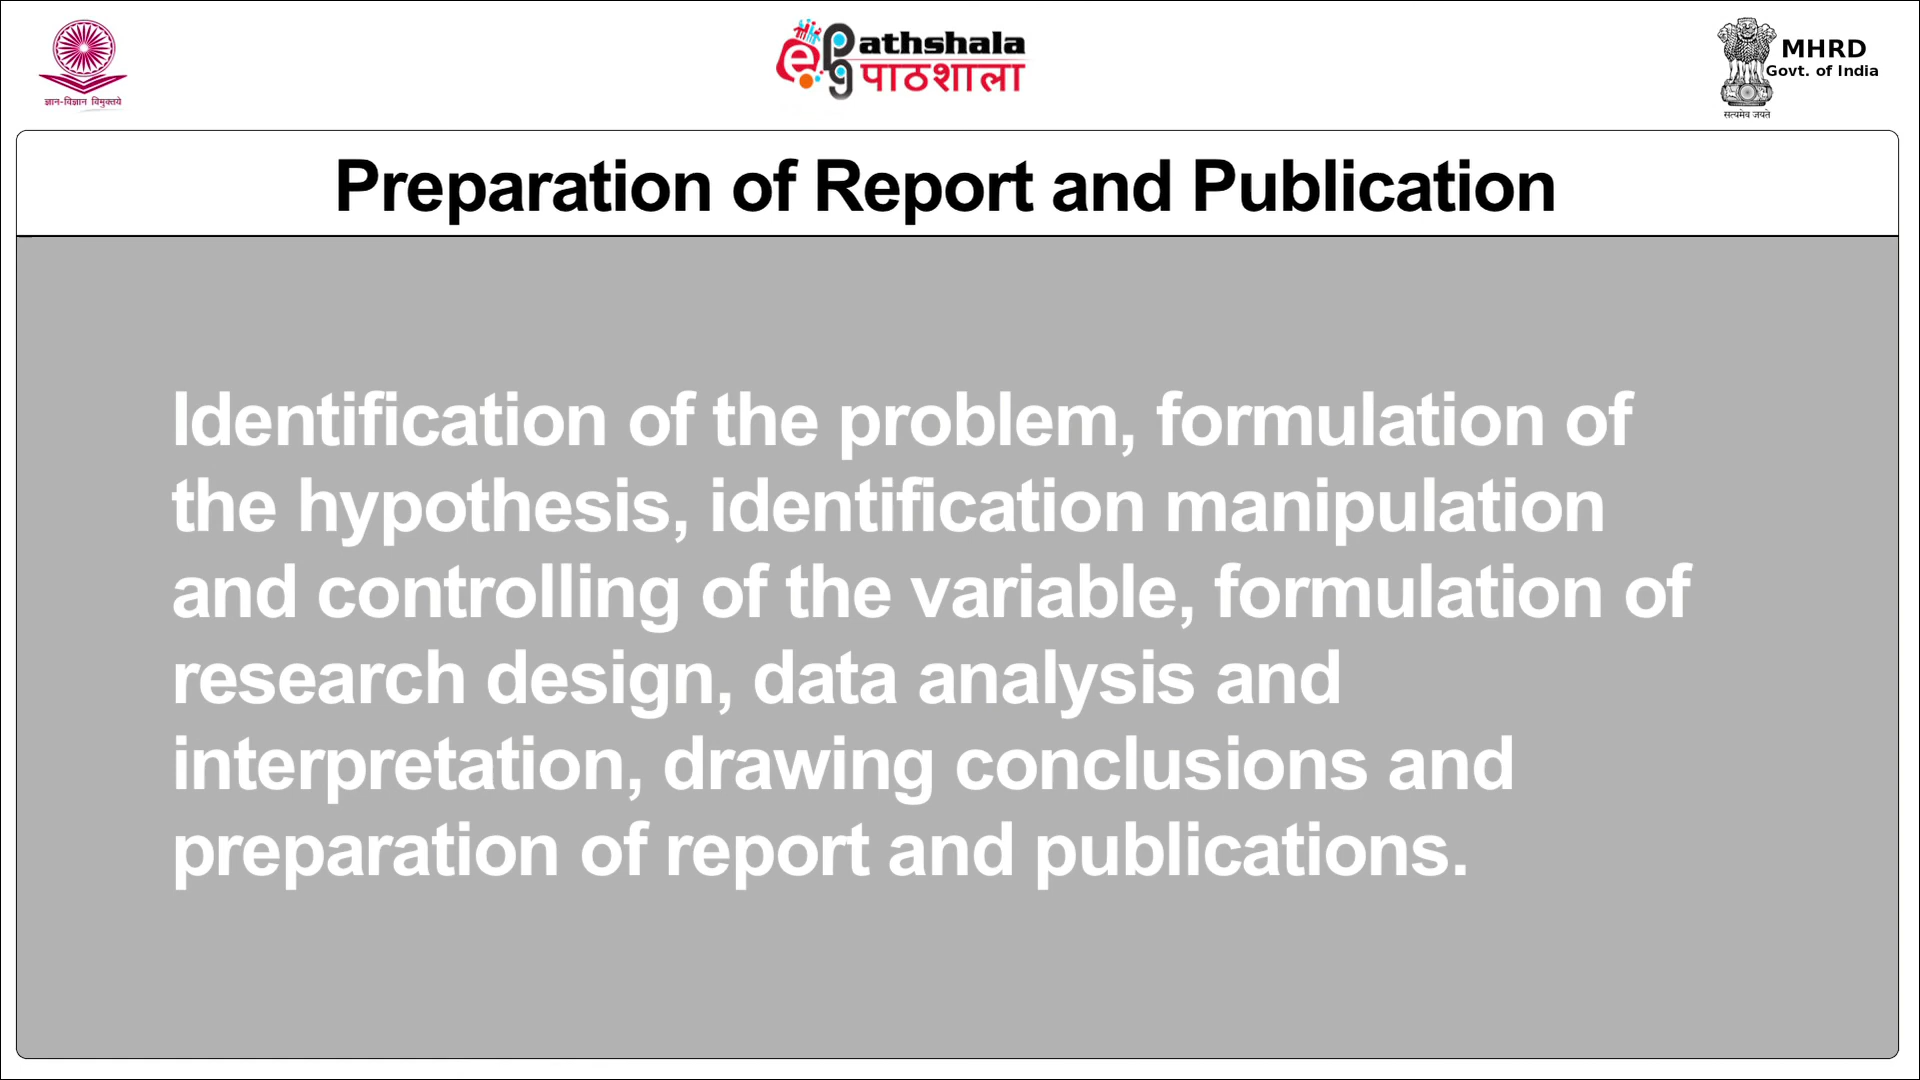 ज्ञान-विज्ञान विमुक्तये
ePG athshala
पाठशाला
MHRD
Govt. of India
सत्यमेव जयते
Preparation of Report and Publication
Identification of the problem, formulation of
the hypothesis, identification manipulation
and controlling of the variable, formulation of
research design, data analysis and
interpretation, drawing conclusions and
preparation of report and publications.